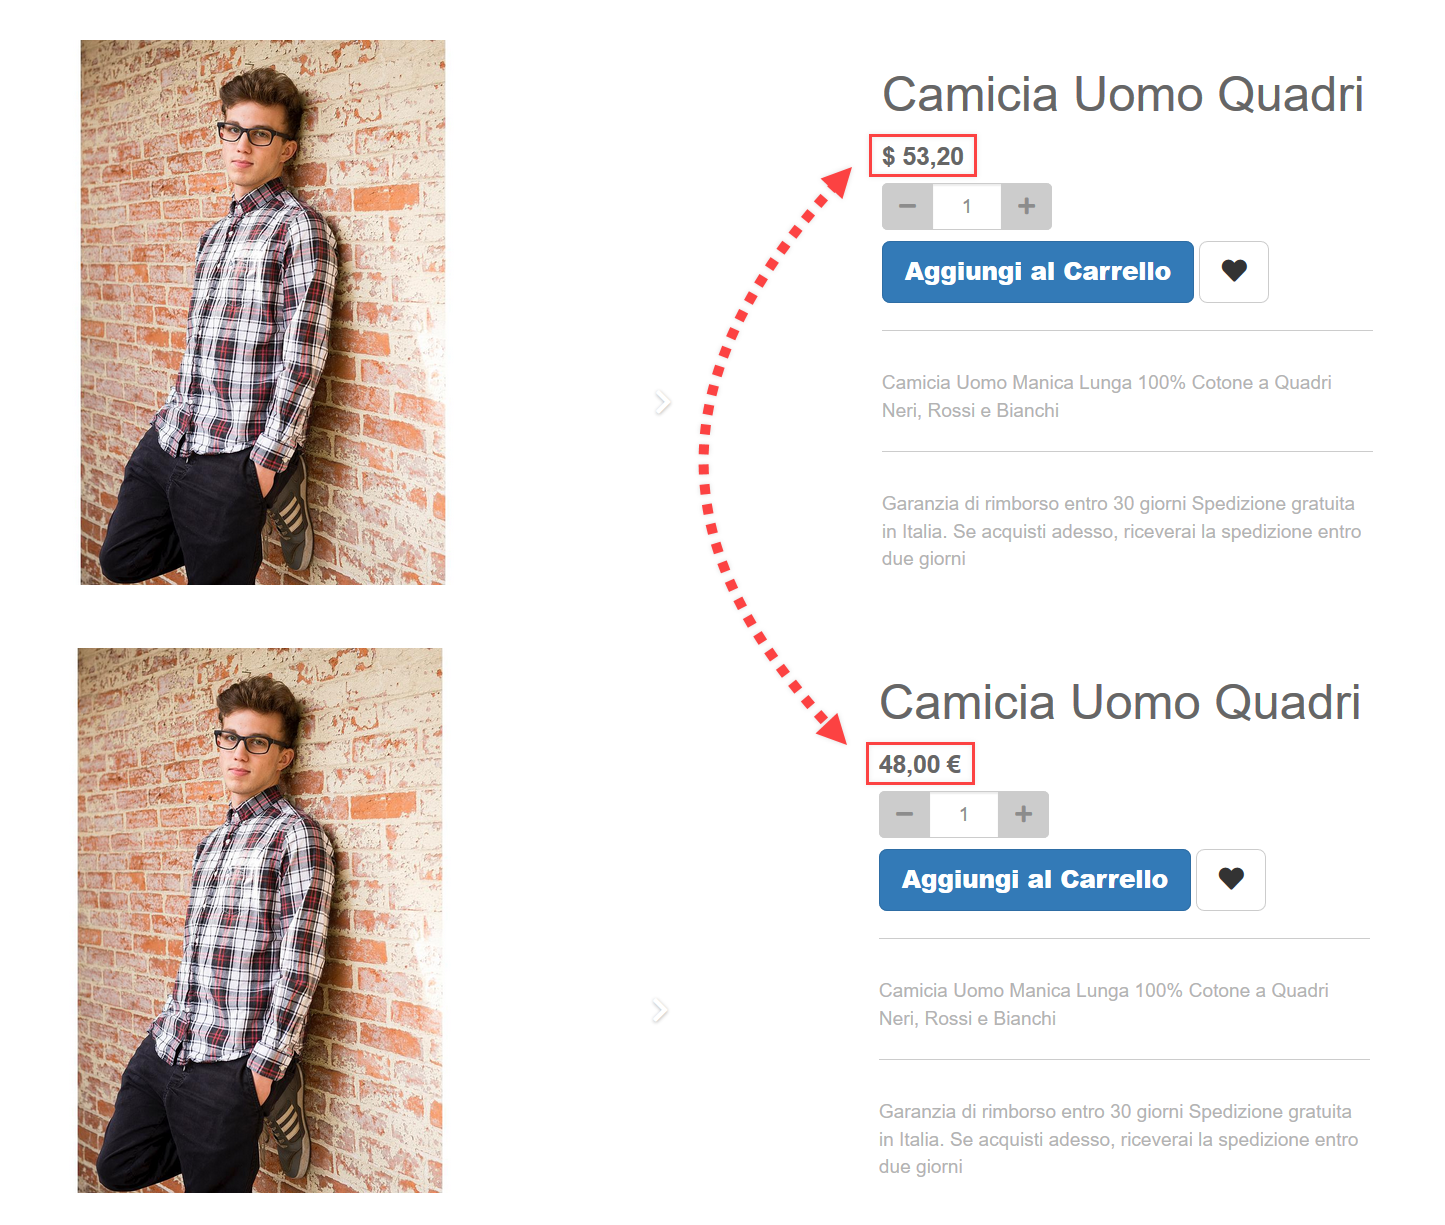 Camicia Uomo Quadri
$ 53,20
1
Aggiungi al Carrello
Camicia Uomo Manica Lunga 100% Cotone a Quadri
Neri, Rossi e Bianchi
Garanzia di rimborso entro 30 giorni Spedizione gratuita
in Italia. Se acquisti adesso, riceverai la spedizione entro
due giorni
Camicia Uomo Quadri
48,00 €
1
Aggiungi al Carrello
Camicia Uomo Manica Lunga 100% Cotone a Quadri
Neri, Rossi e Bianchi
Garanzia di rimborso entro 30 giorni Spedizione gratuita
in Italia. Se acquisti adesso, riceverai la spedizione entro
due giorni